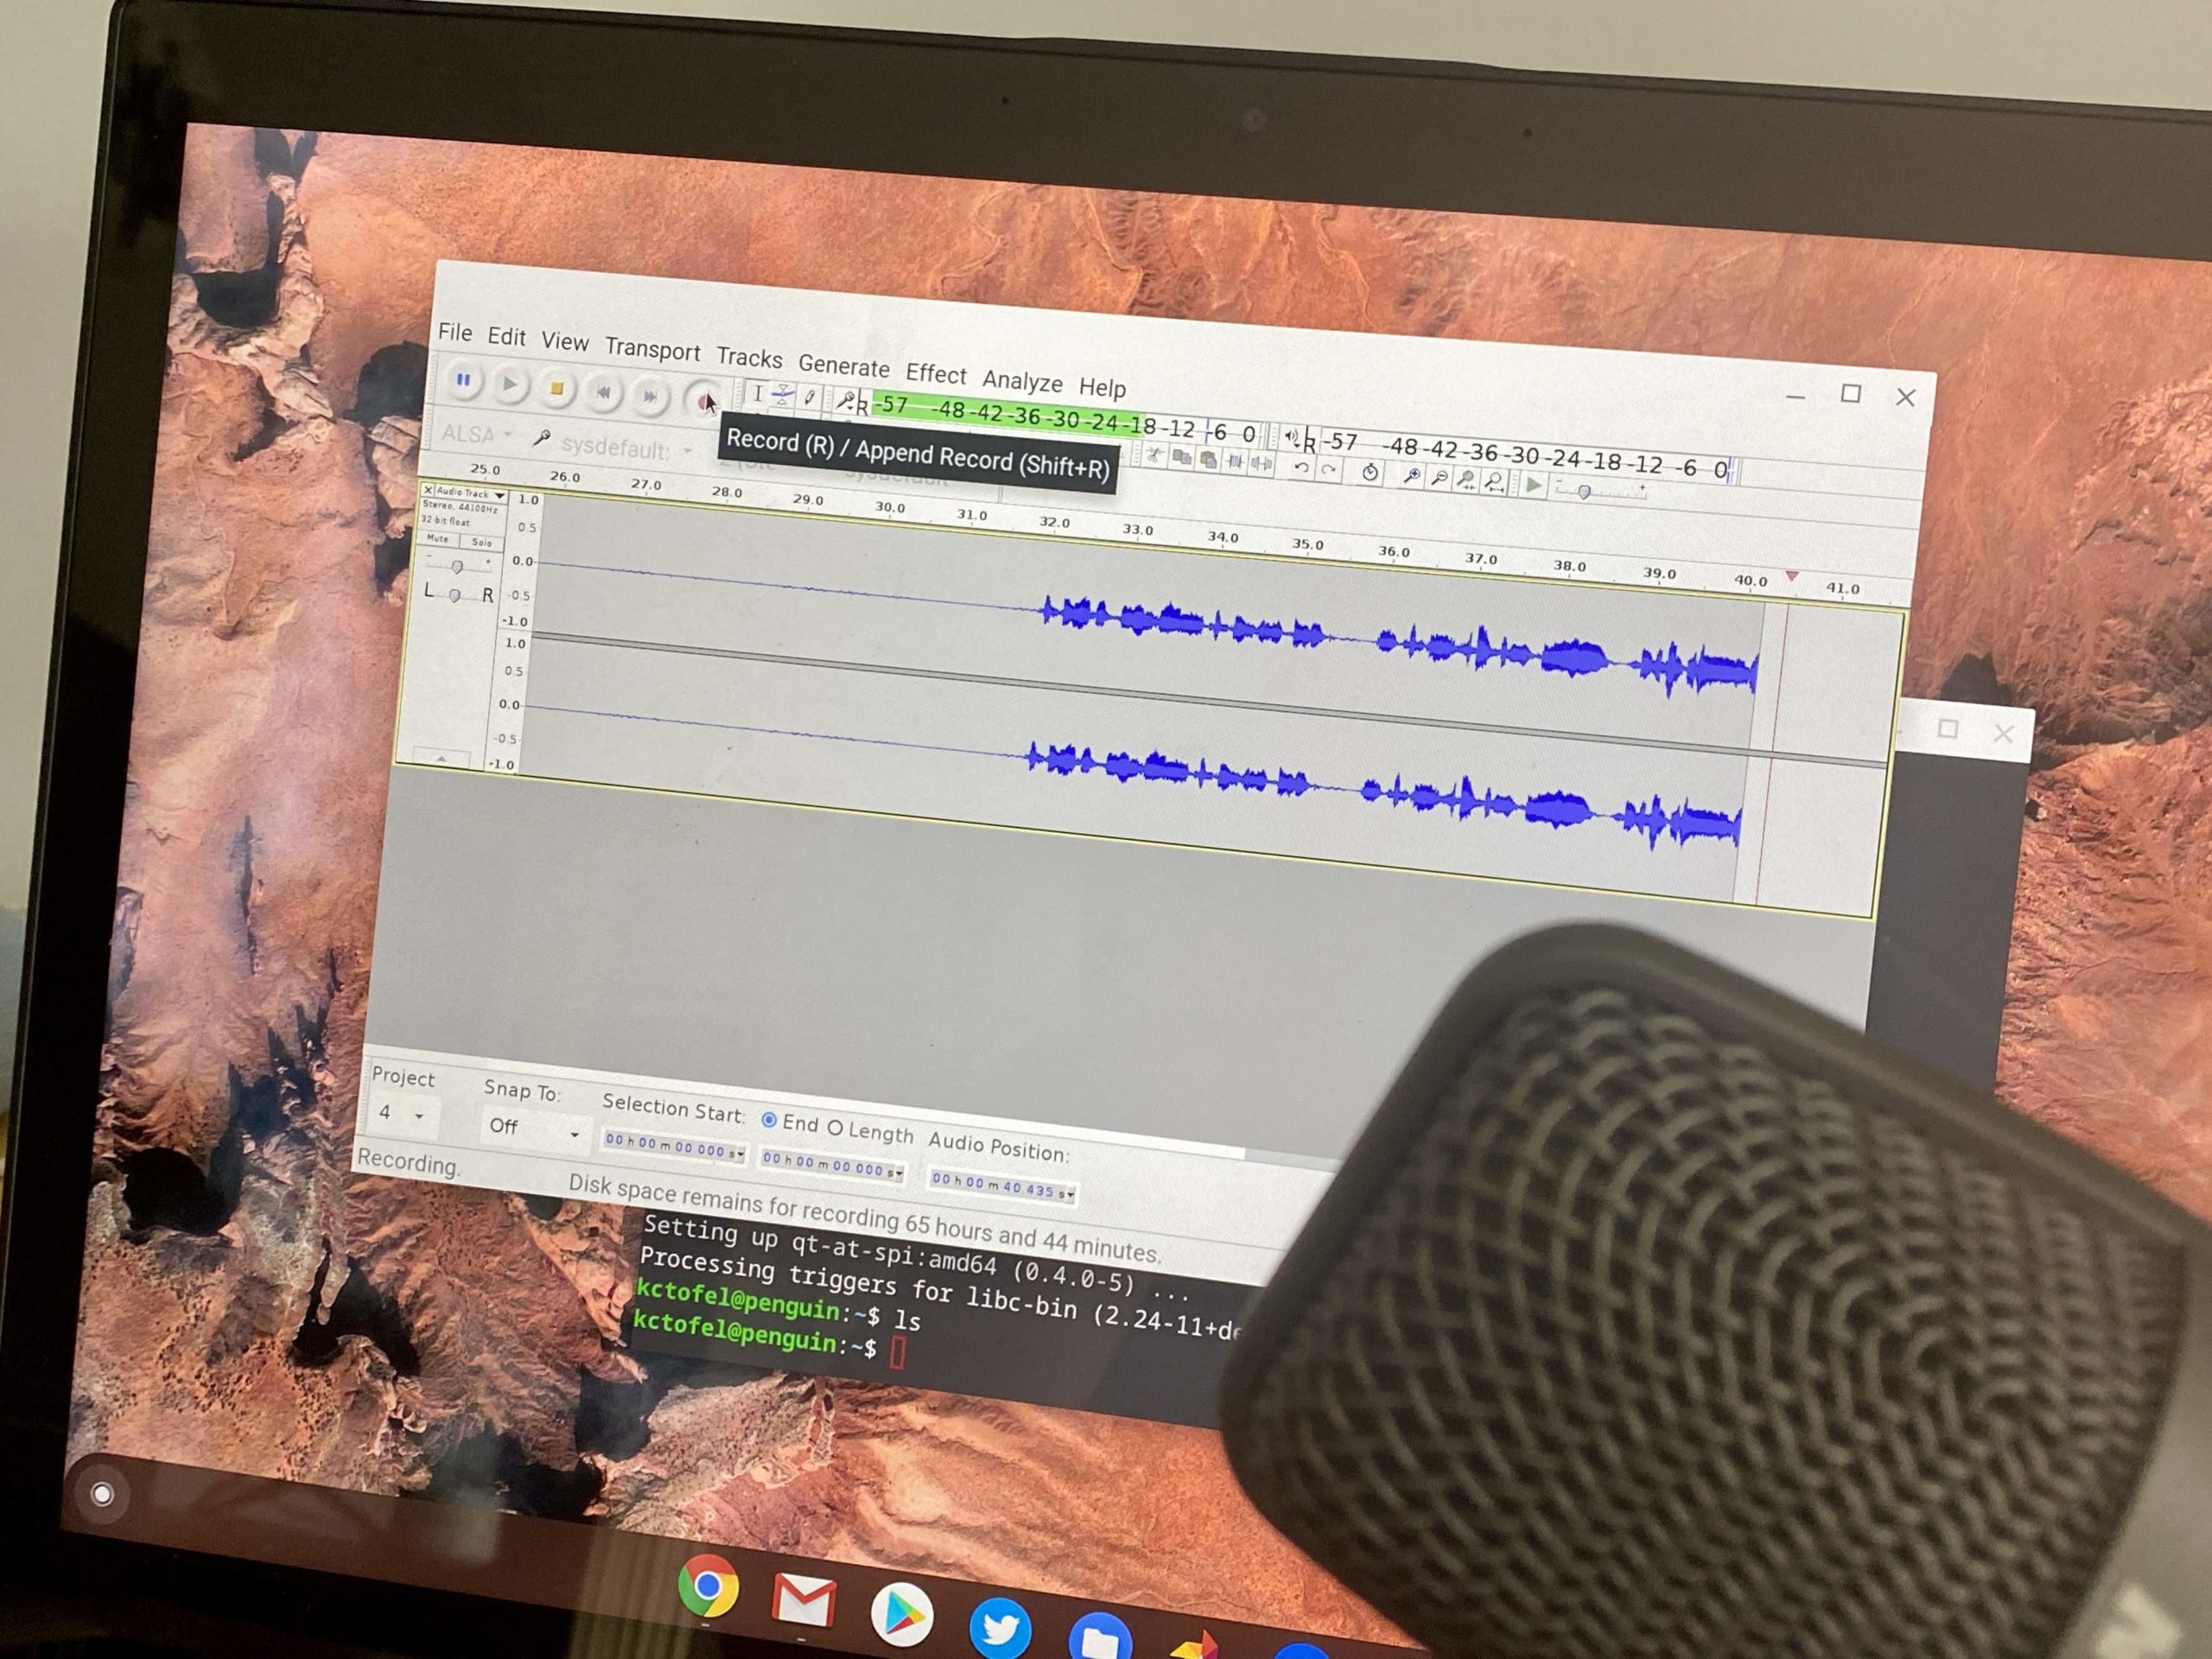 File Edit View Transport Tracks Generate Effect Analyze Help
R -57 -48 -42 -36 -30 -24 -18 -12 -6 0
R -57 -48 -42 -36 -30 -24 -18 -12 -6 0
Record (R) / Append Record (Shift+R)
ALSA sysdefault:
25.0 26.0 27.0 28.0 29.0 30.0 31.0 32.0 33.0 34.0 35.0 36.0 37.0 38.0 39.0 40.0 41.0
Audio Track
Stereo, 44100Hz
32-bit float
Mute Solo
L R
1.0
0.5
0.0
-0.5
-1.0
1.0
0.5
0.0
-0.5
-1.0
Project Snap To: Selection Start: End Length Audio Position:
4 Off 00 h 00 m 00 000 s 00 h 00 m 00 000 s 00 h 00 m 40 435 s
Recording.
Disk space remains for recording 65 hours and 44 minutes.
Setting up qt-at-spi:amd64 (0.4.0-5) ...
Processing triggers for libc-bin (2.24-11+de
kctofel@penguin:~$ ls
kctofel@penguin:~$